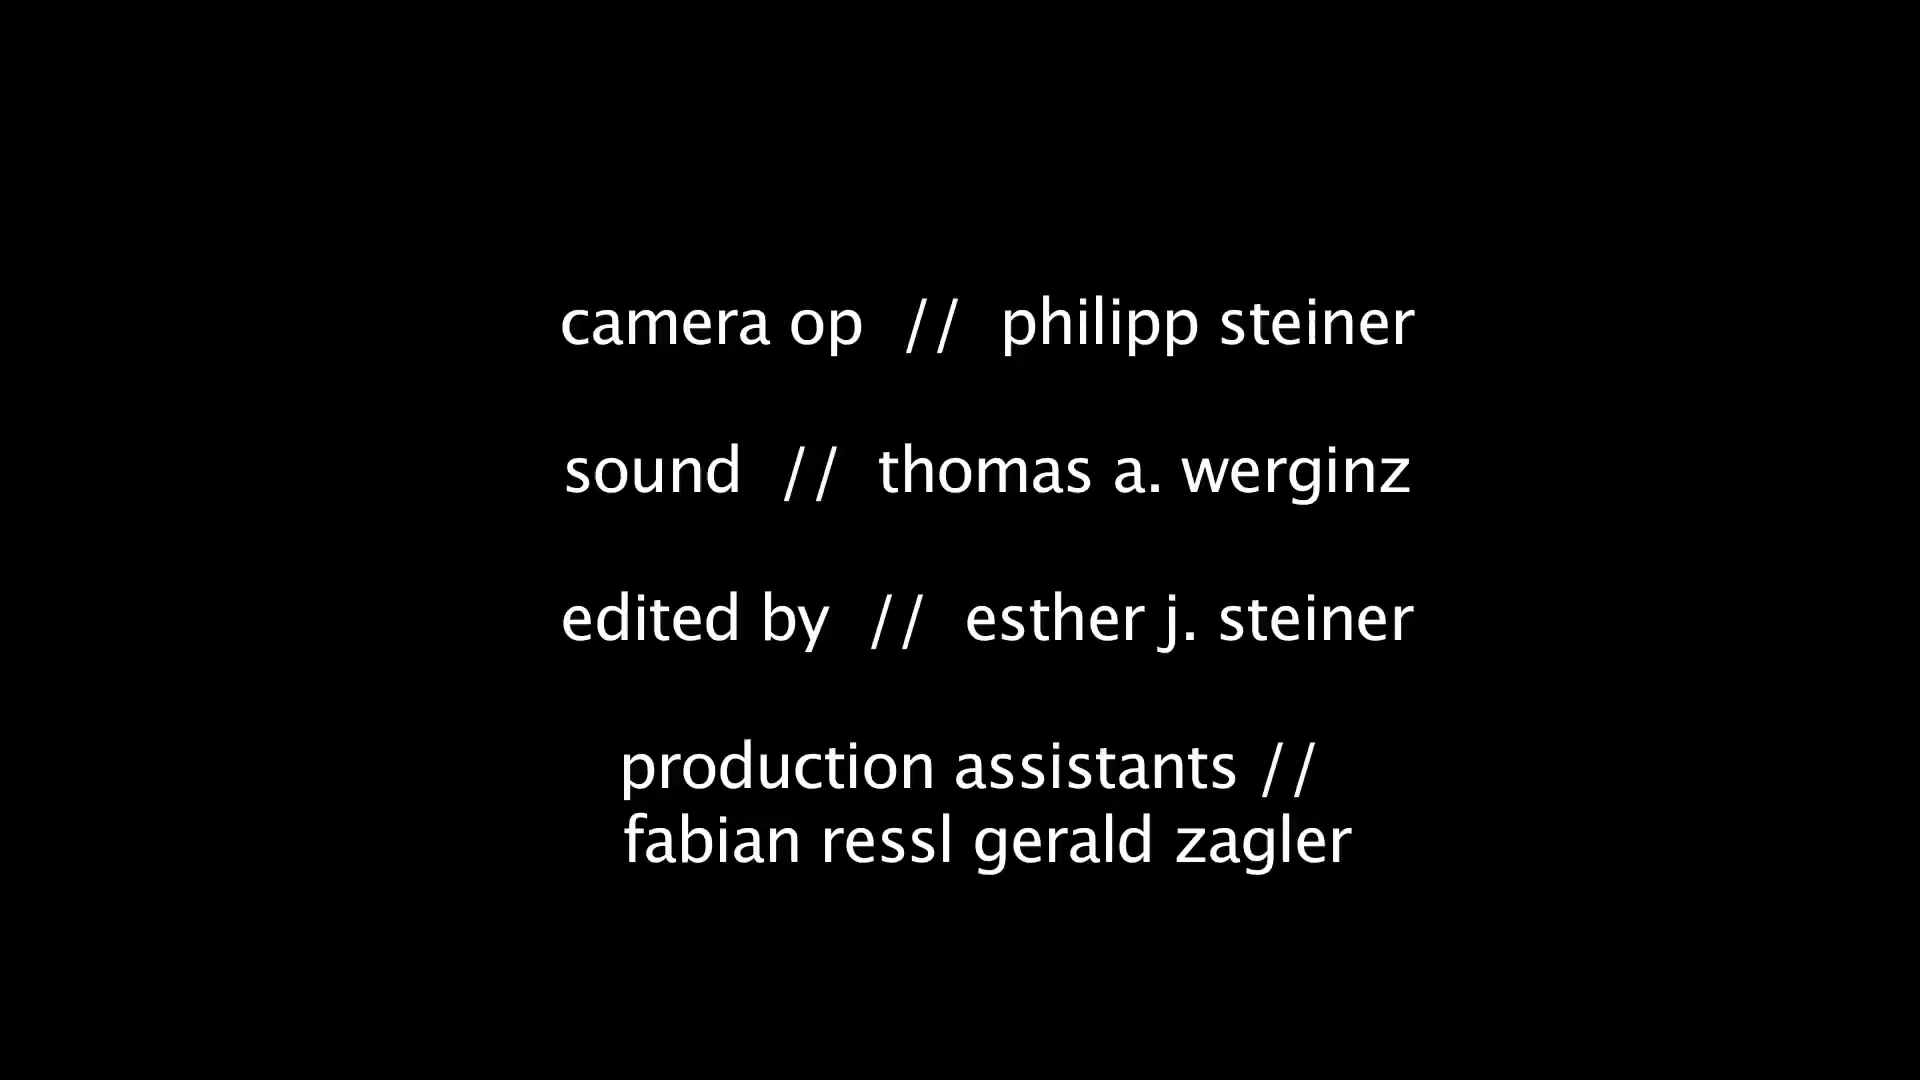 camera op // philipp steiner
sound // thomas a. werginz
edited by // esther j. steiner
production assistants //
fabian ressl gerald zagler